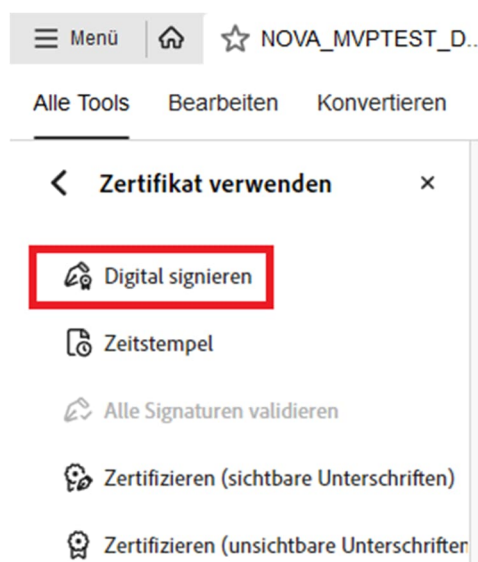 Menü NOVA_MVPTEST_D..
Alle Tools Bearbeiten Konvertieren
Zertifikat verwenden
Digital signieren
Zeitstempel
Alle Signaturen validieren
Zertifizieren (sichtbare Unterschriften)
Zertifizieren (unsichtbare Unterschriften